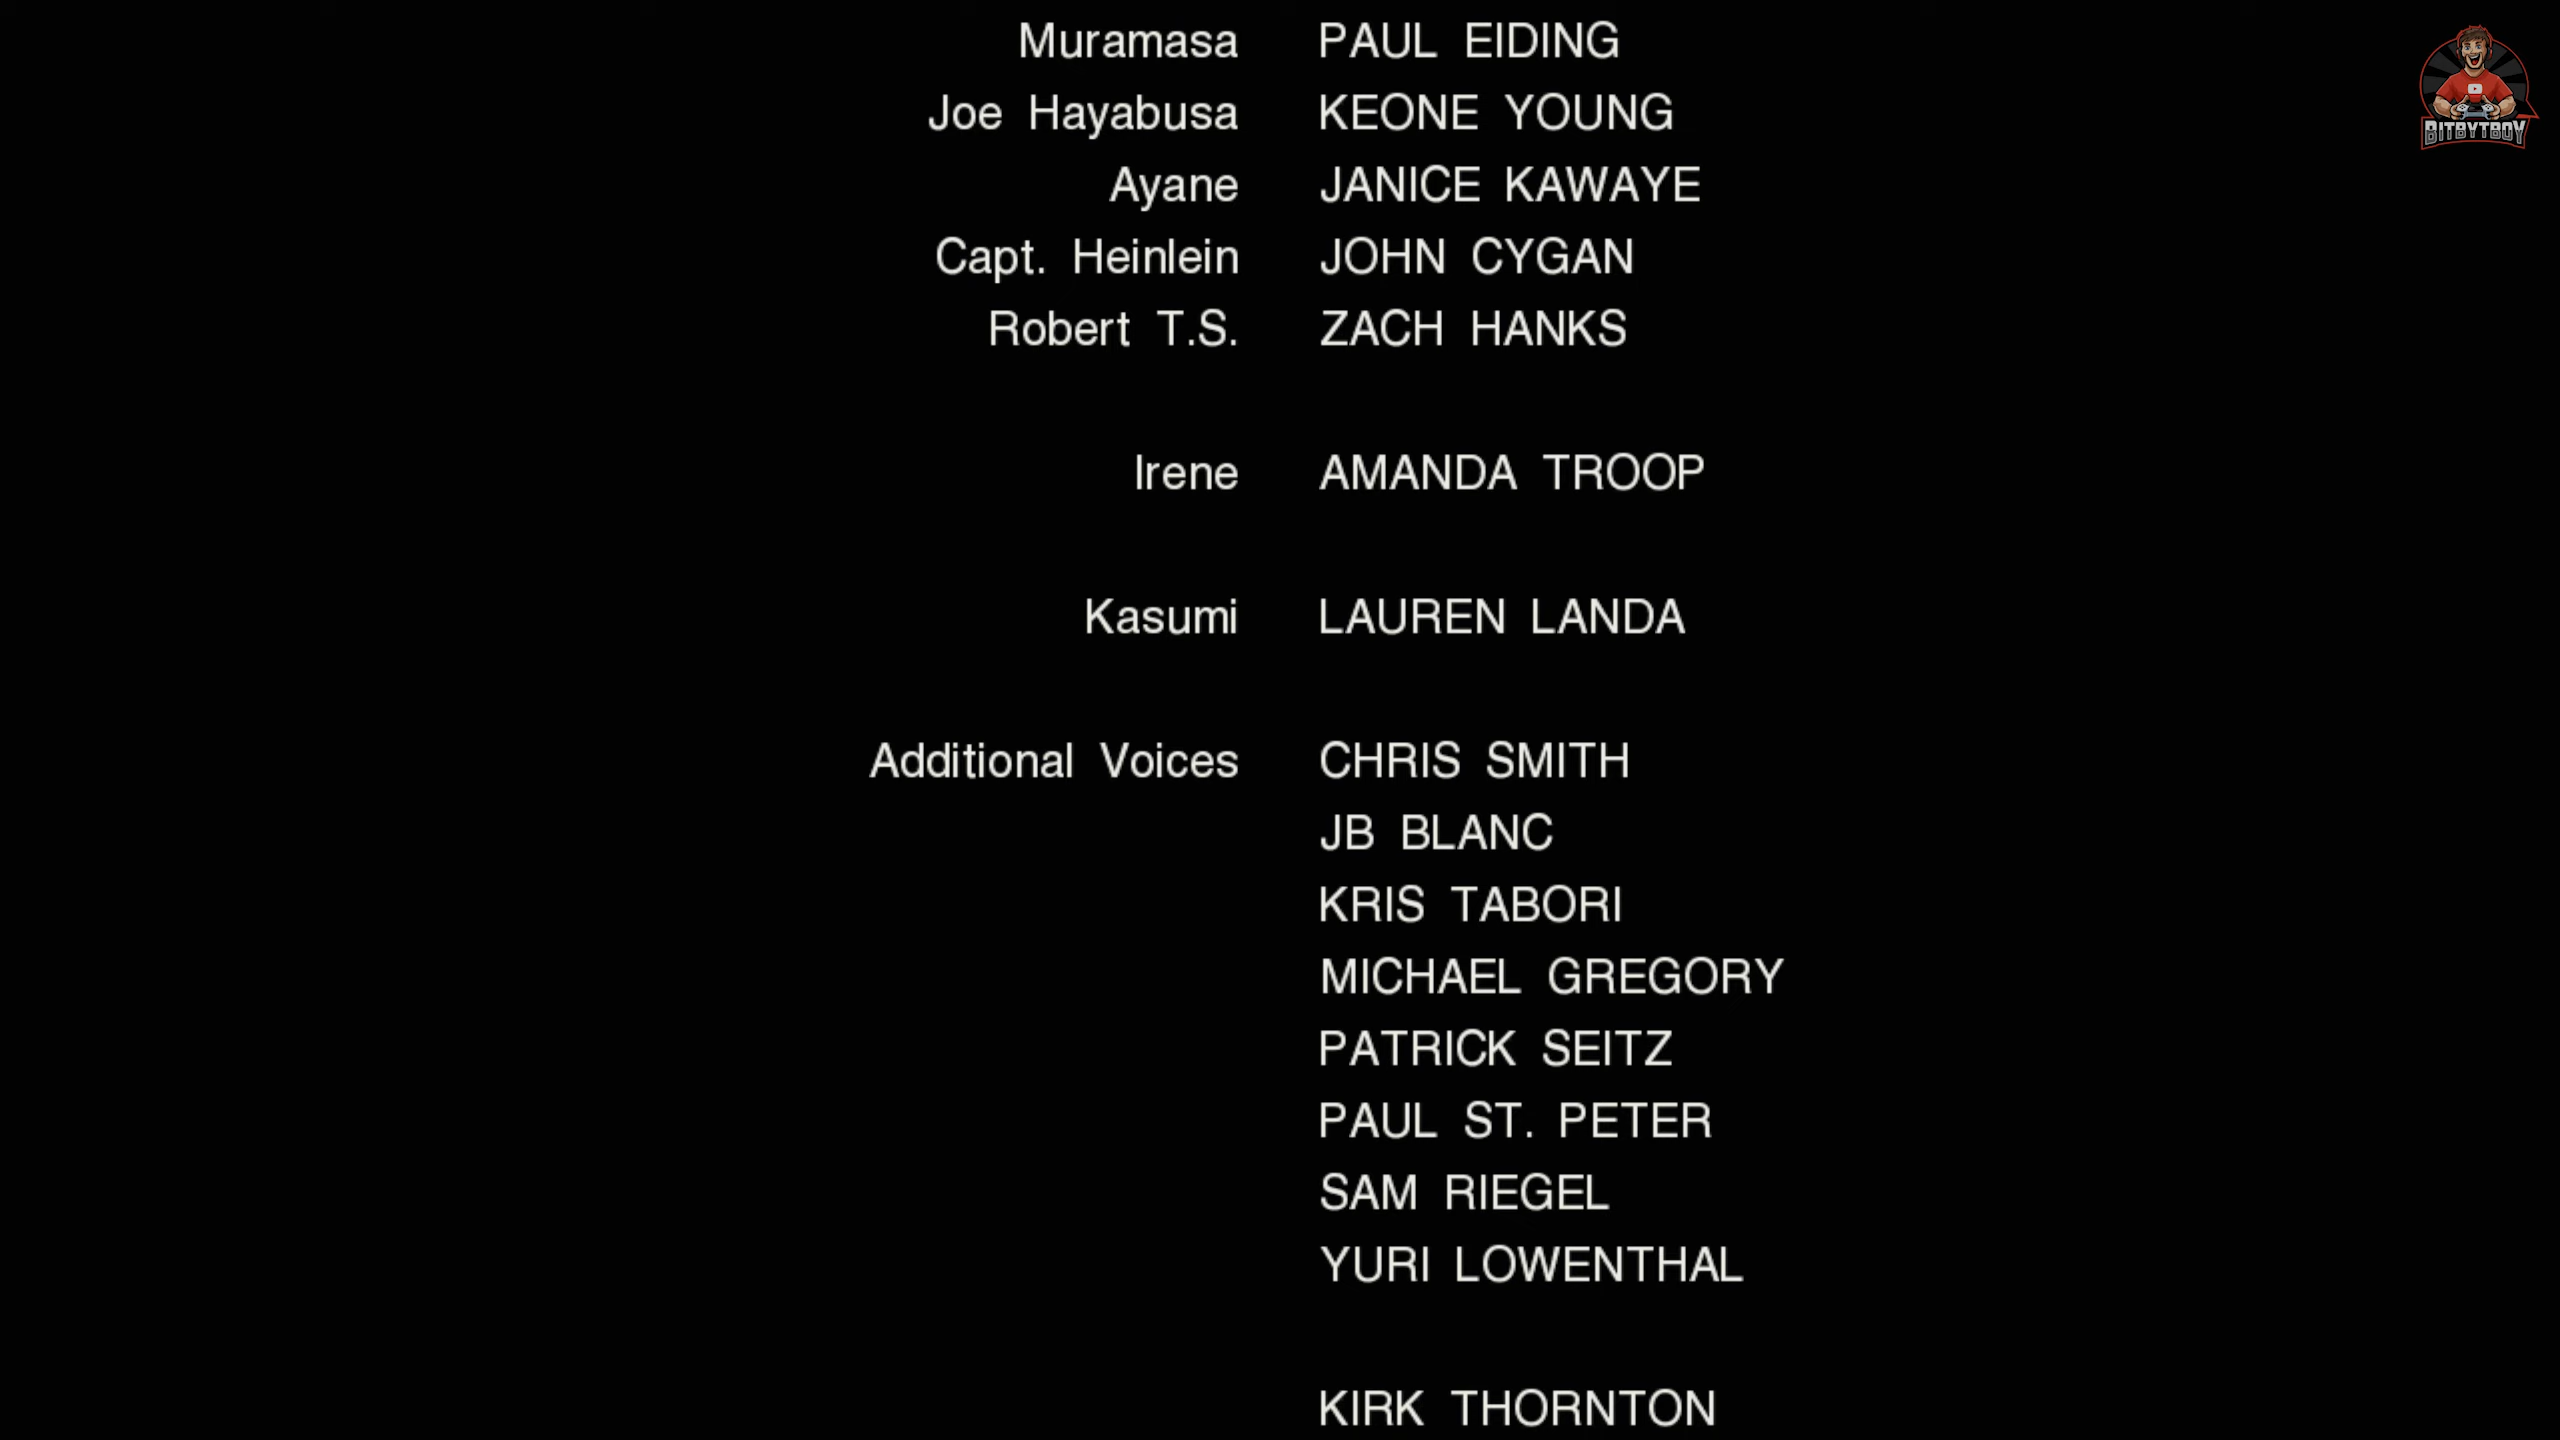 Muramasa PAUL EIDING
Joe Hayabusa KEONE YOUNG
Ayane JANICE KAWAYE
Capt. Heinlein JOHN CYGAN
Robert T.S. ZACH HANKS
Irene AMANDA TROOP
Kasumi LAUREN LANDA
Additional Voices CHRIS SMITH
JB BLANC
KRIS TABORI
MICHAEL GREGORY
PATRICK SEITZ
PAUL ST. PETER
SAM RIEGEL
YURI LOWENTHAL
KIRK THORNTON
BITBYTBOY